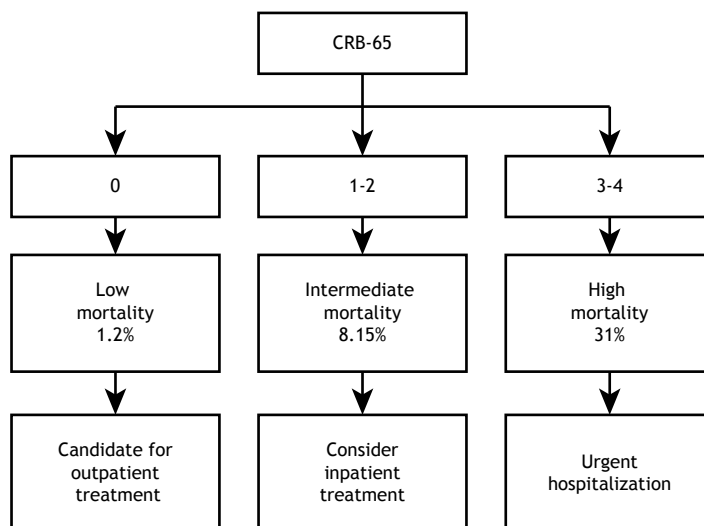 CRB-65
0
1-2
3-4
Low
mortality
1.2%
Intermediate
mortality
8.15%
High
mortality
31%
Candidate for
outpatient
treatment
Consider
inpatient
treatment
Urgent
hospitalization